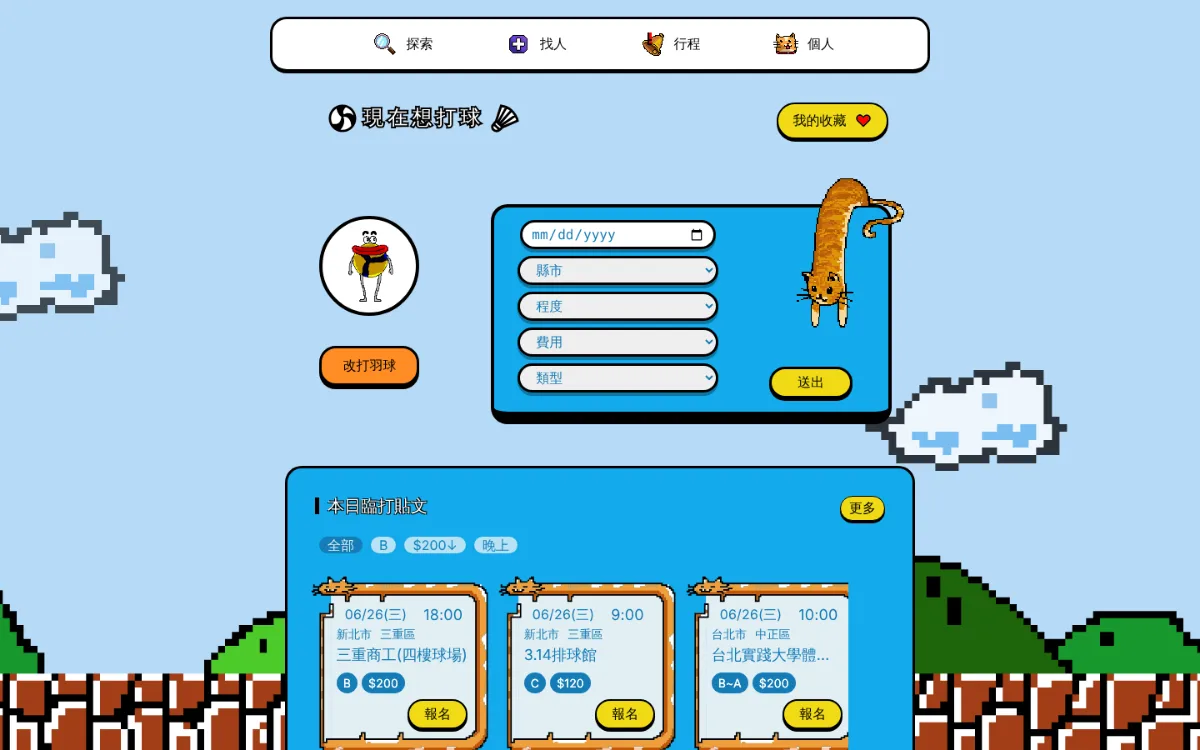 探索 找人 行程 個人
現在想打球
我的收藏
mm/dd/yyyy
縣市
程度
費用
類型
改打羽球
送出
本日臨打貼文
更多
全部 B $200↓ 晚上
06/26(三) 18:00
新北市 三重區
三重商工(四樓球場)
B $200
報名
06/26(三) 9:00
新北市 三重區
3.14排球館
C $120
報名
06/26(三) 10:00
台北市 中正區
台北實踐大學體...
B~A $200
報名